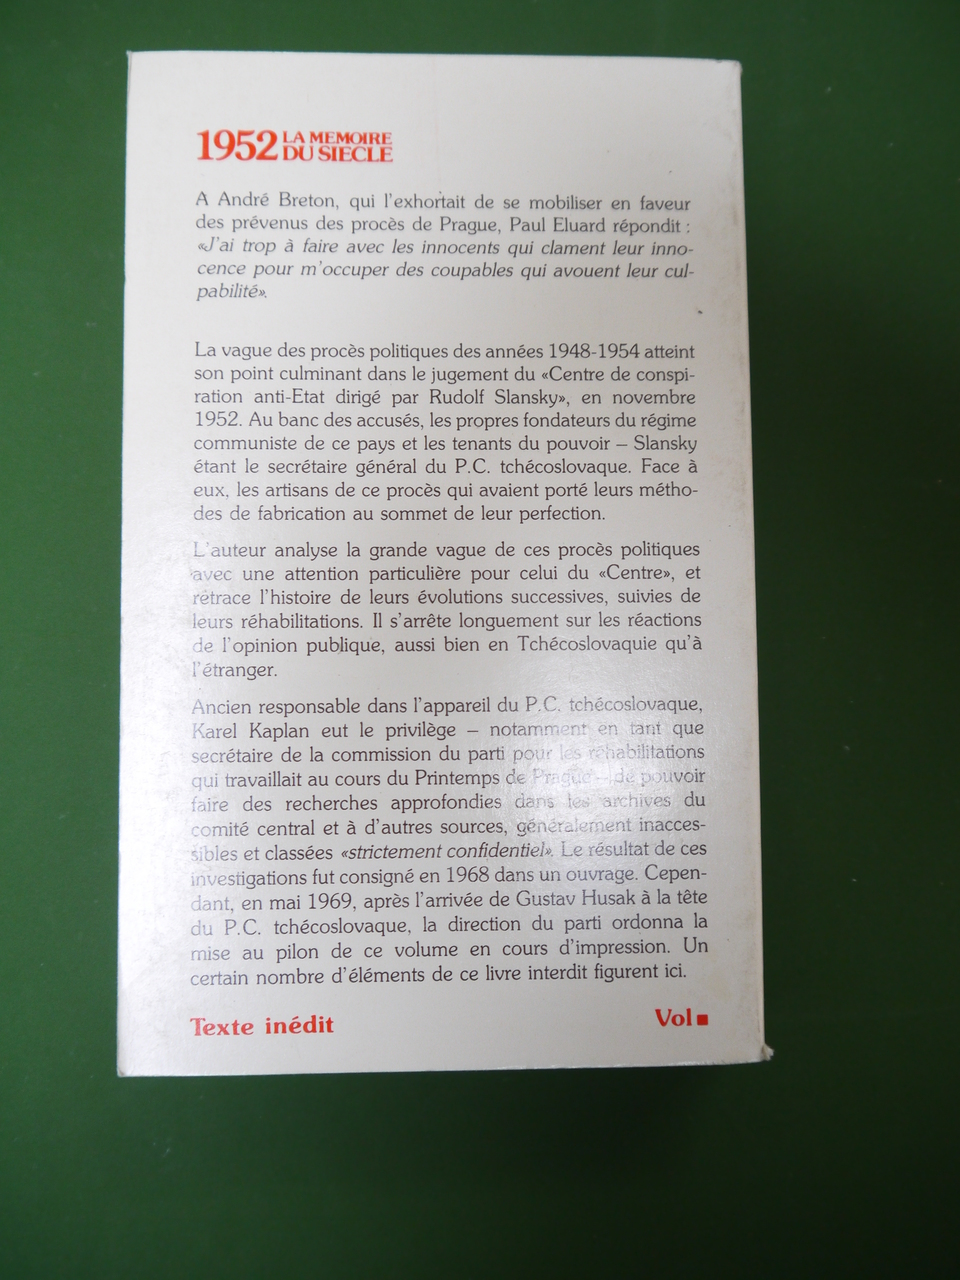 1952 LA MEMOIRE
DU SIECLE
A André Breton, qui l'exhortait de se mobiliser en faveur
des prévenus des procès de Prague, Paul Eluard répondit :
«J'ai trop à faire avec les innocents qui clament leur inno-
cence pour m'occuper des coupables qui avouent leur cul-
pabilité».
La vague des procès politiques des années 1948-1954 atteint
son point culminant dans le jugement du «Centre de conspi-
ration anti-Etat dirigé par Rudolf Slansky», en novembre
1952. Au banc des accusés, les propres fondateurs du régime
communiste de ce pays et les tenants du pouvoir – Slansky
étant le secrétaire général du P.C. tchécoslovaque. Face à
eux, les artisans de ce procès qui avaient porté leurs métho-
des de fabrication au sommet de leur perfection.
L'auteur analyse la grande vague de ces procès politiques
avec une attention particulière pour celui du «Centre», et
retrace l'histoire de leurs évolutions successives, suivies de
leurs réhabilitations. Il s'arrête longuement sur les réactions
de l'opinion publique, aussi bien en Tchécoslovaquie qu'à
l'étranger.
Ancien responsable dans l'appareil du P.C. tchécoslovaque,
Karel Kaplan eut le privilège – notamment en tant que
secrétaire de la commission du parti pour les réhabilitations
qui travaillait au cours du Printemps de Prague – de pouvoir
faire des recherches approfondies dans les archives du
comité central et à d'autres sources, généralement inacces-
sibles et classées «strictement confidentiel». Le résultat de ces
investigations fut consigné en 1968 dans un ouvrage. Cepen-
dant, en mai 1969, après l'arrivée de Gustav Husak à la tête
du P.C. tchécoslovaque, la direction du parti ordonna la
mise au pilon de ce volume en cours d'impression. Un
certain nombre d'éléments de ce livre interdit figurent ici.
Texte inédit
Vol ■